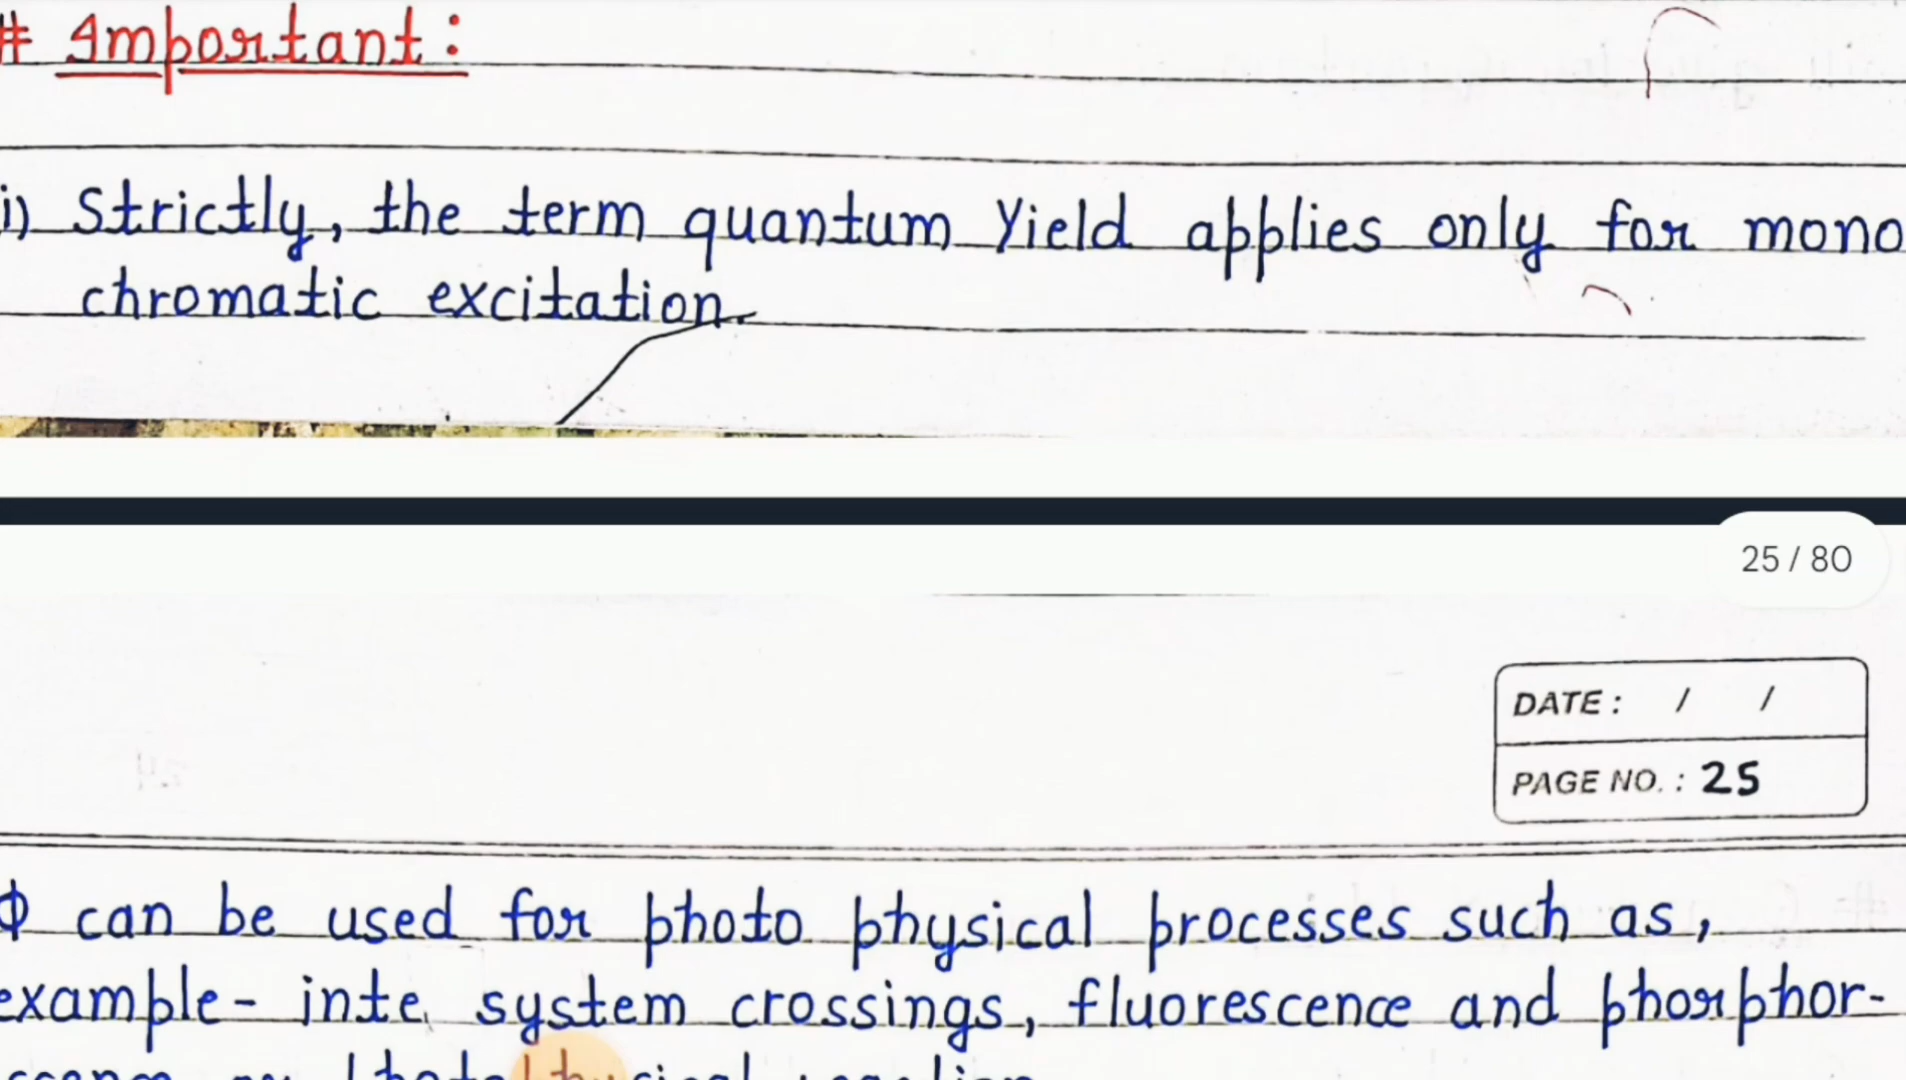 # Important:
i) Strictly, the term quantum Yield applies only for mono
chromatic excitation.
25 / 80
DATE: / /
PAGE NO.: 25
Φ can be used for photo physical processes such as,
example- inte system crossings, fluorescence and phosphor-